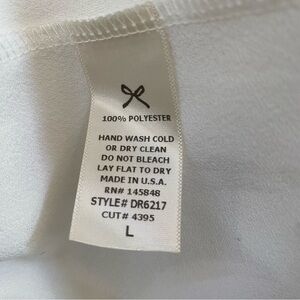 100% POLYESTER
HAND WASH COLD
OR DRY CLEAN
DO NOT BLEACH
LAY FLAT TO DRY
MADE IN U.S.A.
RN# 145848
STYLE# DR6217
CUT# 4395
L